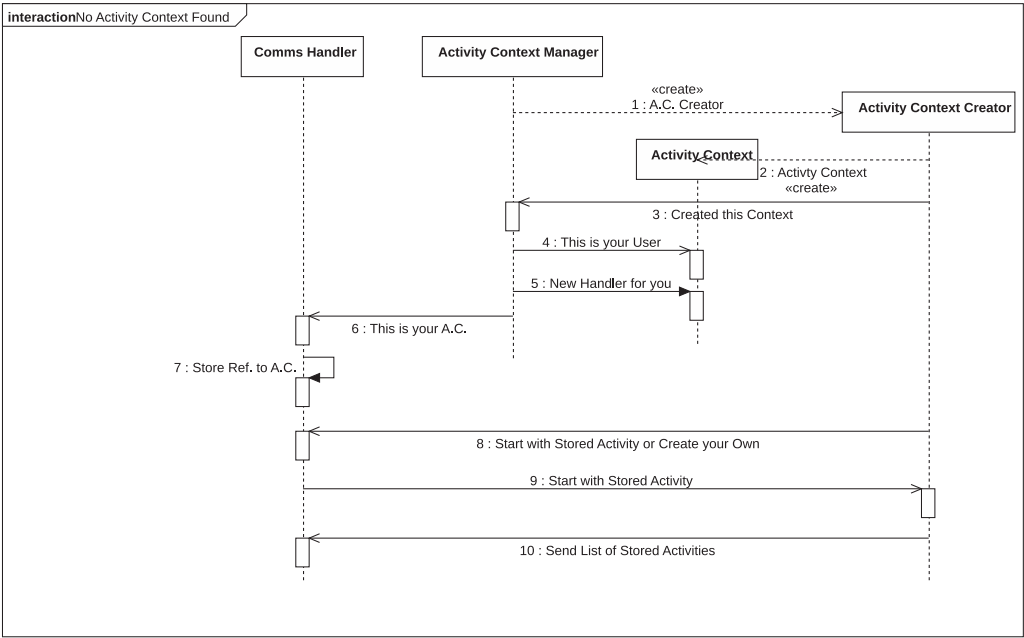 interactionNo Activity Context Found
Comms Handler
Activity Context Manager
«create»
1 : A.C. Creator
Activity Context Creator
Activity Context
2 : Activty Context
«create»
3 : Created this Context
4 : This is your User
5 : New Handler for you
6 : This is your A.C.
7 : Store Ref. to A.C.
8 : Start with Stored Activity or Create your Own
9 : Start with Stored Activity
10 : Send List of Stored Activities